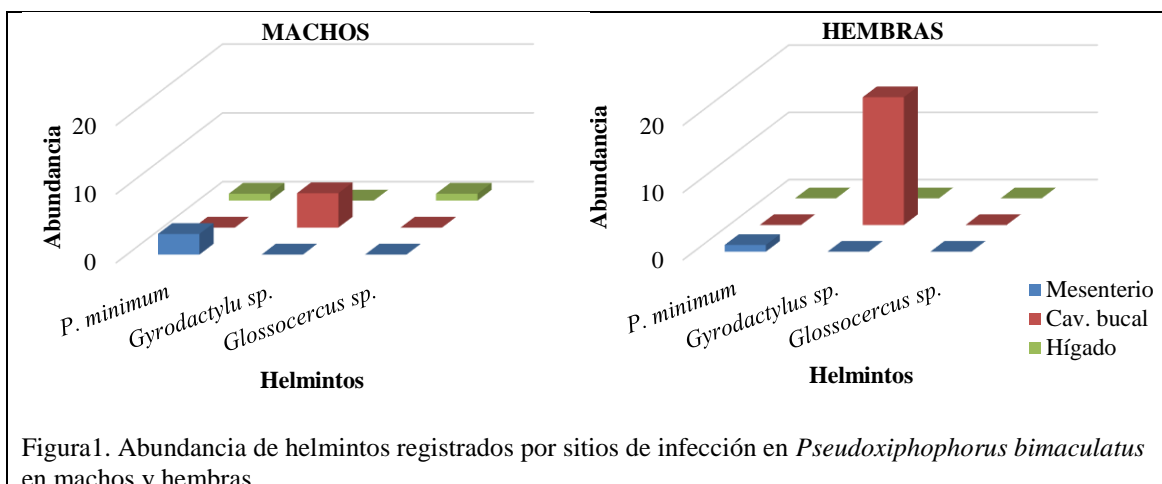 MACHOS
Abundancia
20
10
0
P. minimum
Gyrodactylu sp.
Glossocercus sp.
Helmintos
HEMBRAS
Abundancia
20
10
0
P. minimum
Gyrodactylus sp.
Glossocercus sp.
Helmintos
Mesenterio
Cav. bucal
Hígado
Figura1. Abundancia de helmintos registrados por sitios de infección en Pseudoxiphophorus bimaculatus
en machos y hembras